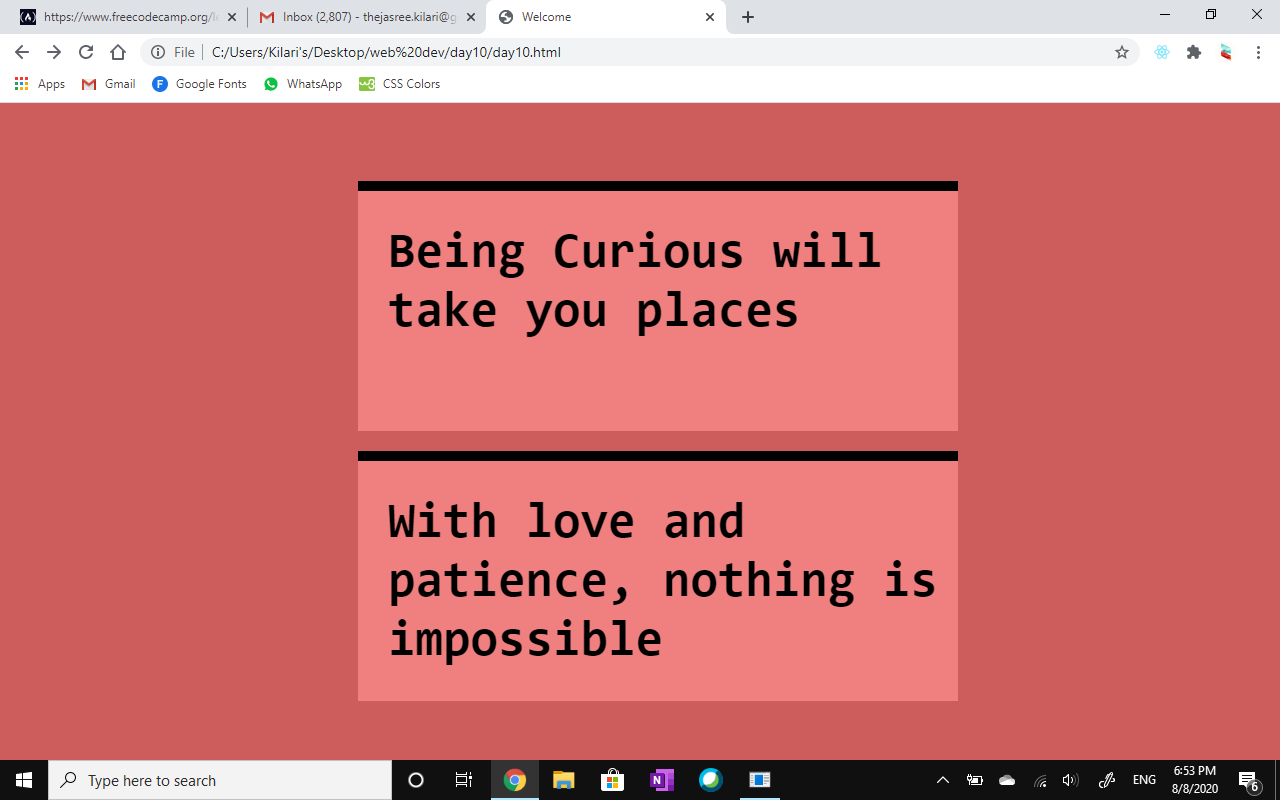 https://www.freecodecamp.org/
Inbox (2,807) - thejasree.kilari@g
Welcome
File
C:/Users/Kilari's/Desktop/web%20dev/day10/day10.html
Apps
Gmail
Google Fonts
WhatsApp
CSS Colors
Being Curious will
take you places
With love and
patience, nothing is
impossible
Type here to search
ENG
6:53 PM
8/8/2020
6